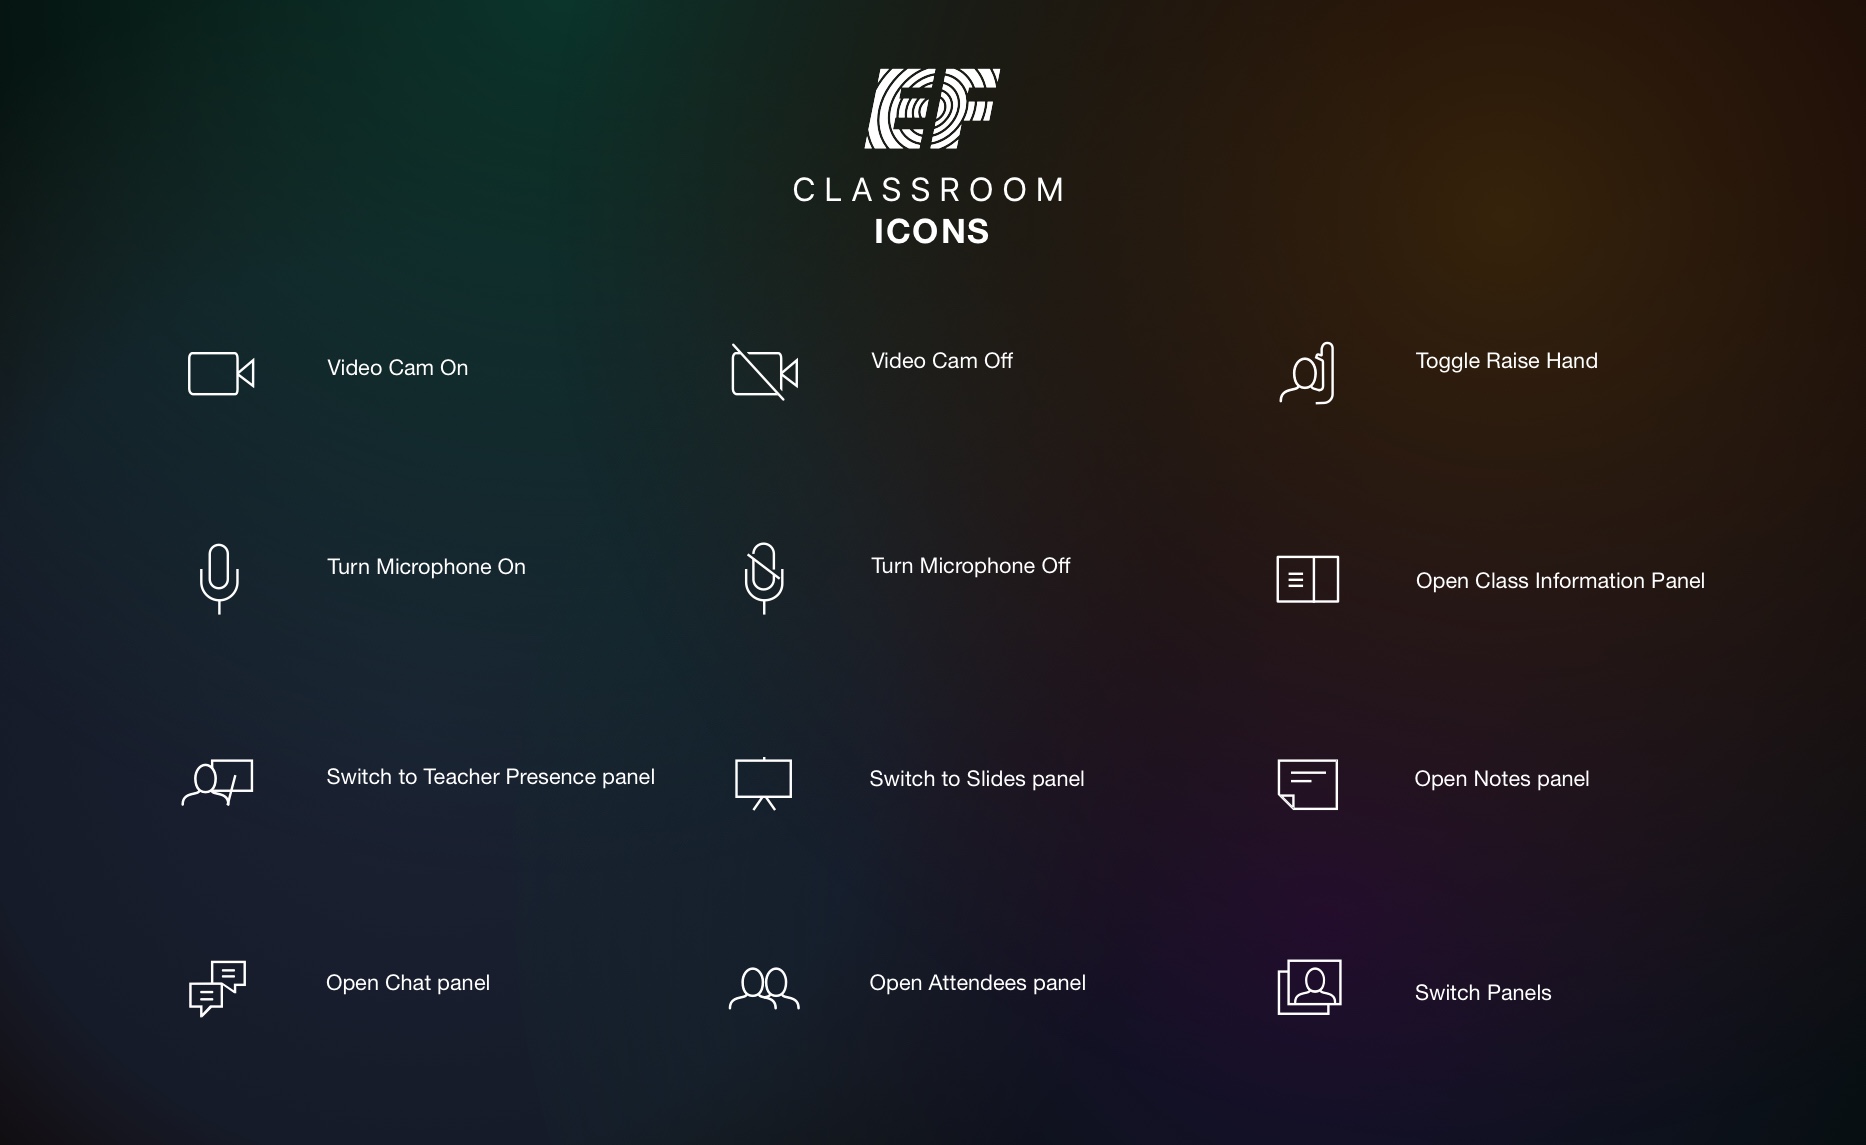 EF
CLASSROOM
ICONS
Video Cam On
Video Cam Off
Toggle Raise Hand
Turn Microphone On
Turn Microphone Off
Open Class Information Panel
Switch to Teacher Presence panel
Switch to Slides panel
Open Notes panel
Open Chat panel
Open Attendees panel
Switch Panels